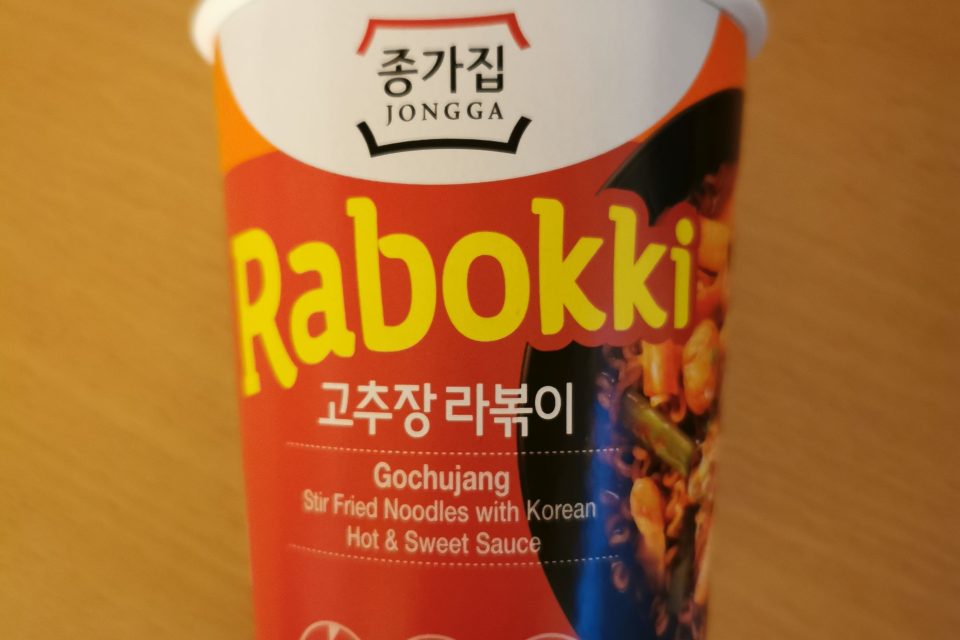 종가집
JONGGA
Rabokki
고추장 라볶이
Gochujang
Stir Fried Noodles with Korean
Hot & Sweet Sauce